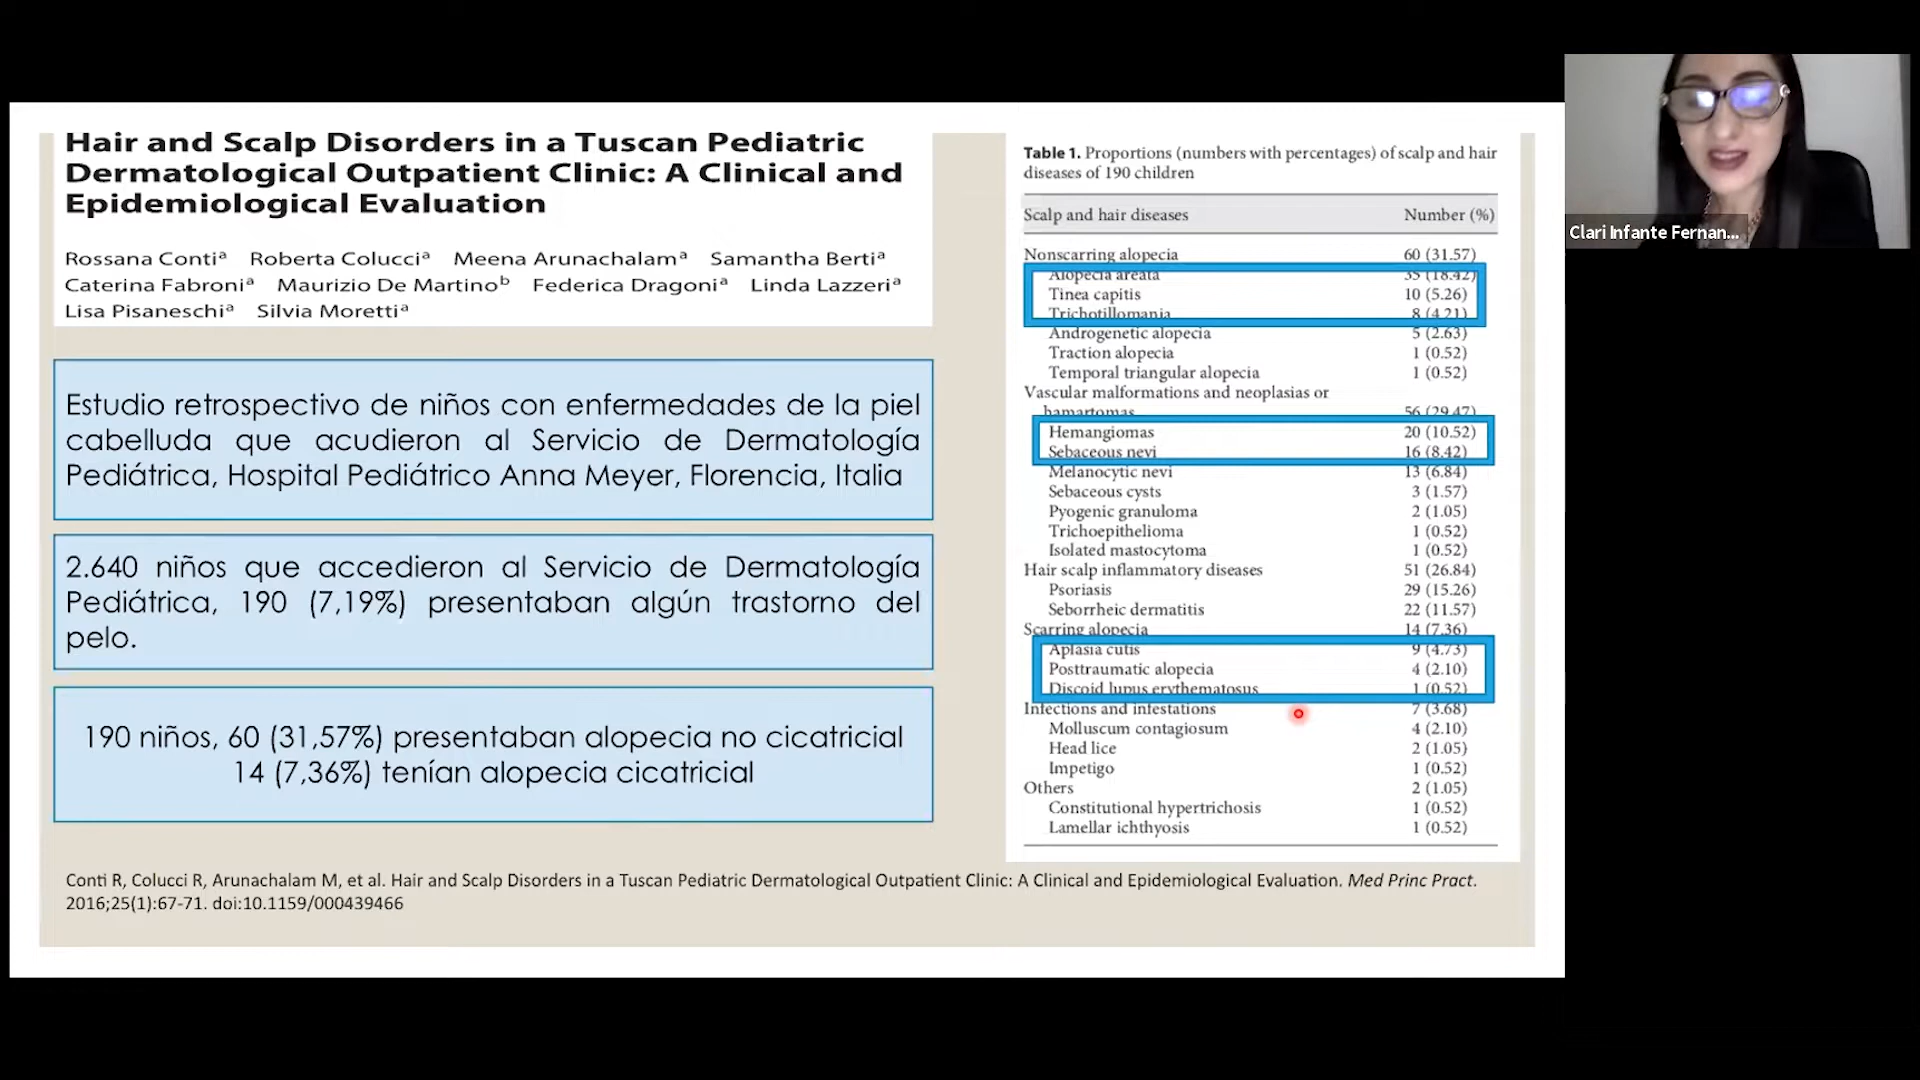 Hair and Scalp Disorders in a Tuscan Pediatric
Dermatological Outpatient Clinic: A Clinical and
Epidemiological Evaluation
Rossana Contiᵃ Roberta Colucciᵃ Meena Arunachalamᵃ Samantha Bertiᵃ
Caterina Fabroniᵃ Maurizio De Martinoᵇ Federica Dragoniᵃ Linda Lazzeriᵃ
Lisa Pisaneschiᵃ Silvia Morettiᵃ
Estudio retrospectivo de niños con enfermedades de la piel
cabelluda que acudieron al Servicio de Dermatología
Pediátrica, Hospital Pediátrico Anna Meyer, Florencia, Italia
2.640 niños que accedieron al Servicio de Dermatología
Pediátrica, 190 (7,19%) presentaban algún trastorno del
pelo.
190 niños, 60 (31,57%) presentaban alopecia no cicatricial
14 (7,36%) tenían alopecia cicatricial
Table 1. Proportions (numbers with percentages) of scalp and hair
diseases of 190 children
Scalp and hair diseases Number (%)
Nonscarring alopecia 60 (31.57)
Alopecia areata 35 (18.42)
Tinea capitis 10 (5.26)
Trichotillomania 8 (4.21)
Androgenetic alopecia 5 (2.63)
Traction alopecia 1 (0.52)
Temporal triangular alopecia 1 (0.52)
Vascular malformations and neoplasias or
hamartomas 56 (29.47)
Hemangiomas 20 (10.52)
Sebaceous nevi 16 (8.42)
Melanocytic nevi 13 (6.84)
Sebaceous cysts 3 (1.57)
Pyogenic granuloma 2 (1.05)
Trichoepithelioma 1 (0.52)
Isolated mastocytoma 1 (0.52)
Hair scalp inflammatory diseases 51 (26.84)
Psoriasis 29 (15.26)
Seborrheic dermatitis 22 (11.57)
Scarring alopecia 14 (7.36)
Aplasia cutis 9 (4.73)
Posttraumatic alopecia 4 (2.10)
Discoid lupus erythematosus 1 (0.52)
Infections and infestations 7 (3.68)
Molluscum contagiosum 4 (2.10)
Head lice 2 (1.05)
Impetigo 1 (0.52)
Others 2 (1.05)
Constitutional hypertrichosis 1 (0.52)
Lamellar ichthyosis 1 (0.52)
Conti R, Colucci R, Arunachalam M, et al. Hair and Scalp Disorders in a Tuscan Pediatric Dermatological Outpatient Clinic: A Clinical and Epidemiological Evaluation. Med Princ Pract.
2016;25(1):67-71. doi:10.1159/000439466
Clari Infante Fernan...